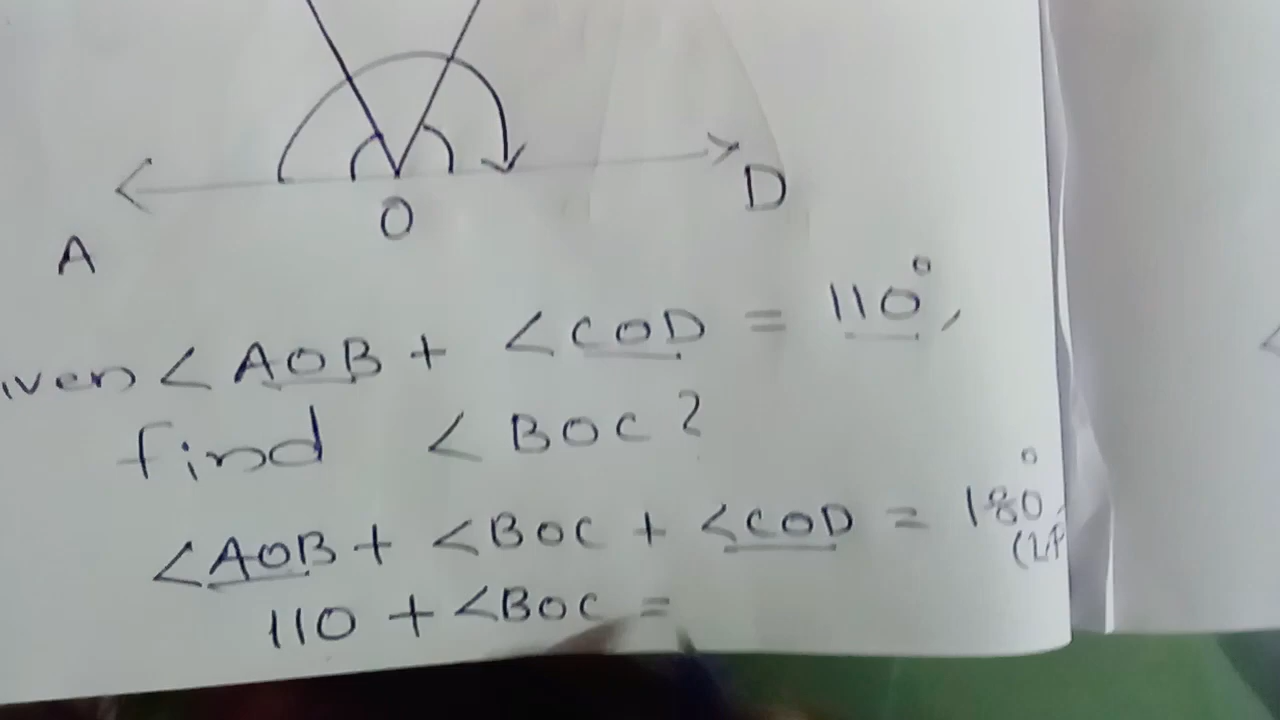 O
D
A
iven <AOB + <COD = 110°,
find <BOC?
<AOB + <BOC + <COD = 180°
110 + <BOC =